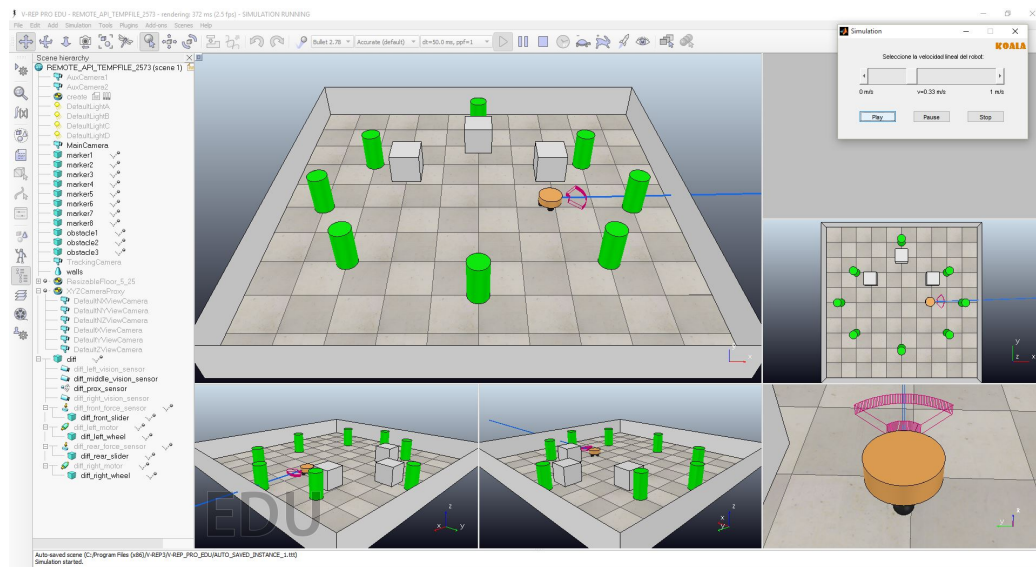 V-REP PRO EDU - REMOTE_API_TEMPFILE_2573 - rendering: 372 ms (2.5 fps) - SIMULATION RUNNING
File Edit Add Simulation Tools Plugins Add-ons Scenes Help
Bullet 2.78 Accurate (default) dt=50.0 ms, ppf=1
Simulation
KOALA
Seleccione la velocidad lineal del robot:
0 m/s v=0.33 m/s 1 m/s
Play Pause Stop
Scene hierarchy
REMOTE_API_TEMPFILE_2573 (scene 1)
AuxCamera1
AuxCamera2
create
DefaultLightA
DefaultLightB
DefaultLightC
DefaultLightD
MainCamera
marker1
marker2
marker3
marker4
marker5
marker6
marker7
marker8
obstacle1
obstacle2
obstacle3
TrackingCamera
walls
ResizableFloor_5_25
XYZCameraProxy
DefaultNXViewCamera
DefaultNYViewCamera
DefaultNZViewCamera
DefaultXViewCamera
DefaultYViewCamera
DefaultZViewCamera
diff
diff_left_vision_sensor
diff_middle_vision_sensor
diff_prox_sensor
diff_right_vision_sensor
diff_front_forse_sensor
diff_front_slider
diff_left_motor
diff_left_wheel
diff_rear_force_sensor
diff_rear_slider
diff_right_motor
diff_right_wheel
EDU
Auto-saved scene (C:/Program Files (x86)/V-REP3/V-REP_PRO_EDU/AUTO_SAVED_INSTANCE_1.ttt)
Simulation started.